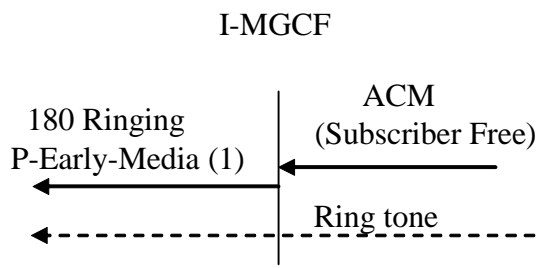 I-MGCF
ACM
(Subscriber Free)
180 Ringing
P-Early-Media (1)
Ring tone